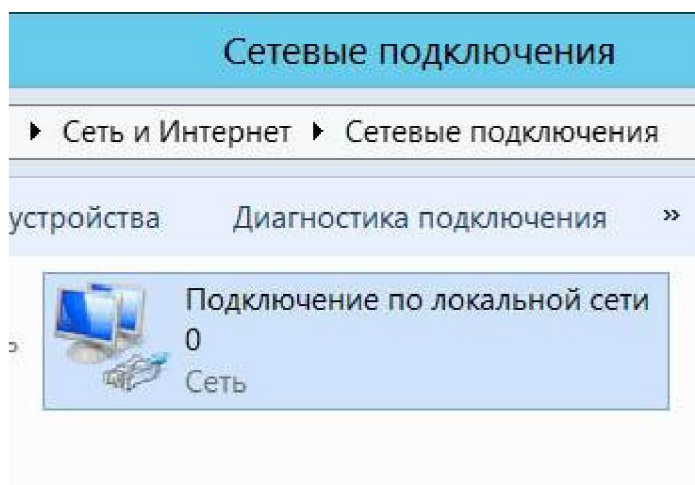 Сетевые подключения
Сеть и Интернет Сетевые подключения
устройства Диагностика подключения »
Подключение по локальной сети
0
Сеть